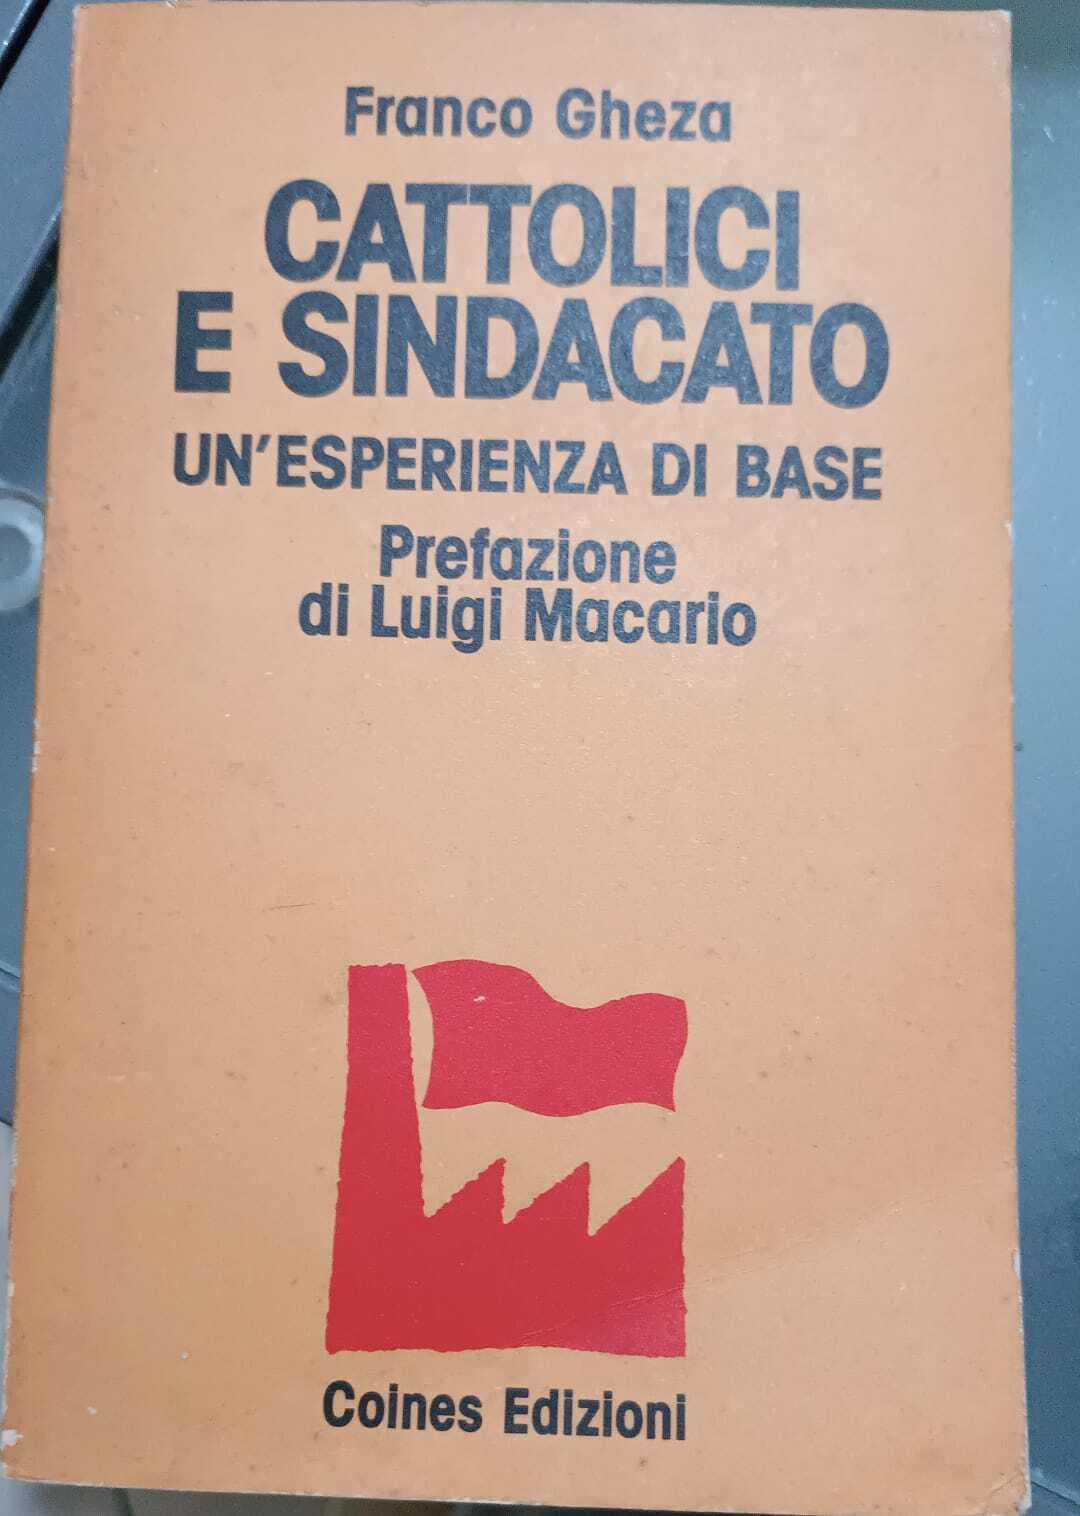 Franco Gheza
CATTOLICI
E SINDACATO
UN'ESPERIENZA DI BASE
Prefazione
di Luigi Macario
Coines Edizioni